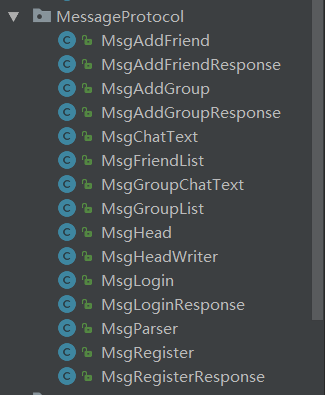 MessageProtocol
C MsgAddFriend
C MsgAddFriendResponse
C MsgAddGroup
C MsgAddGroupResponse
C MsgChatText
C MsgFriendList
C MsgGroupChatText
C MsgGroupList
C MsgHead
C MsgHeadWriter
C MsgLogin
C MsgLoginResponse
C MsgParser
C MsgRegister
C MsgRegisterResponse